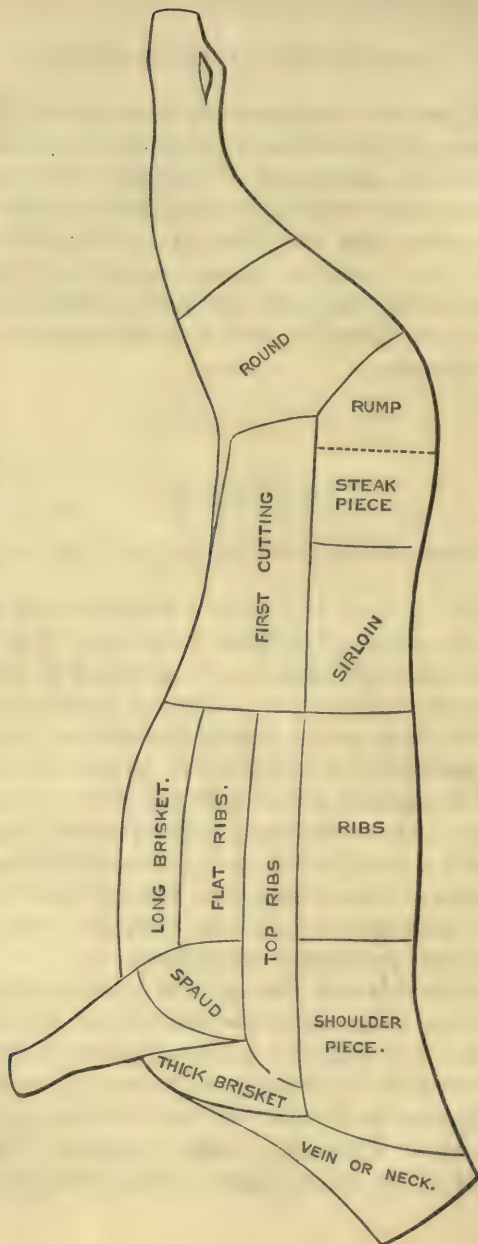 ROUND
RUMP
STEAK
PIECE
FIRST CUTTING
SIRLOIN
LONG BRISKET.
FLAT RIBS.
TOP RIBS
RIBS
SPAUD
SHOULDER
PIECE.
THICK BRISKET
VEIN OR NECK.